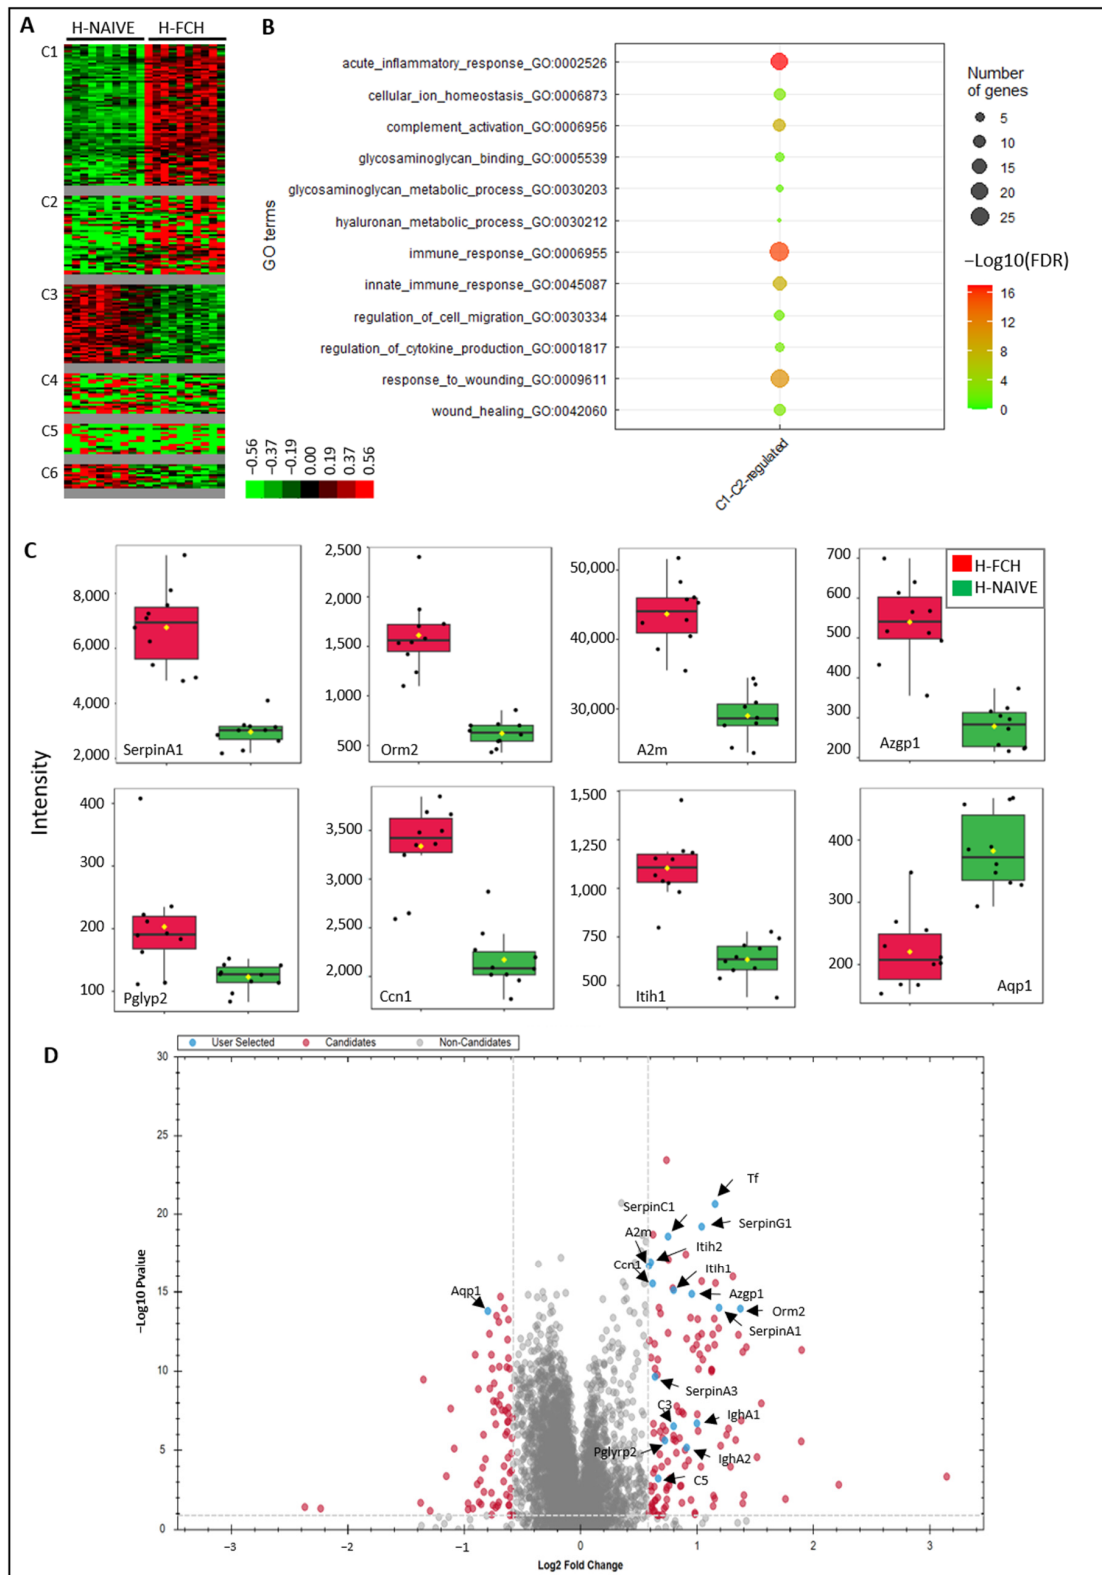 A
H-NAIVE H-FCH
C1
C2
C3
C4
C5
C6
−0.56
−0.37
−0.19
0.00
0.19
0.37
0.56
B
GO terms
acute_inflammatory_response_GO:0002526
cellular_ion_homeostasis_GO:0006873
complement_activation_GO:0006956
glycosaminoglycan_binding_GO:0005539
glycosaminoglycan_metabolic_process_GO:0030203
hyaluronan_metabolic_process_GO:0030212
immune_response_GO:0006955
innate_immune_response_GO:0045087
regulation_of_cell_migration_GO:0030334
regulation_of_cytokine_production_GO:0001817
response_to_wounding_GO:0009611
wound_healing_GO:0042060
C1-C2-regulated
Number
of genes
5
10
15
20
25
−Log10(FDR)
16
12
8
4
0
C
Intensity
8,000
6,000
4,000
2,000
SerpinA1
2,500
2,000
1,500
1,000
500
Orm2
50,000
40,000
30,000
A2m
700
600
500
400
300
200
Azgp1
H-FCH
H-NAIVE
400
300
200
100
Pglyp2
3,500
3,000
2,500
2,000
Ccn1
1,500
1,000
750
500
Itih1
400
300
200
Aqp1
D
User Selected Candidates Non-Candidates
−Log10 Pvalue
30
25
20
15
10
5
0
Tf
SerpinC1
SerpinG1
A2m
Itih2
Ccn1
Itih1
Aqp1
Azgp1
Orm2
SerpinA1
SerpinA3
C3
IghA1
Pglyrp2
IghA2
C5
−3 −2 −1 0 1 2 3
Log2 Fold Change